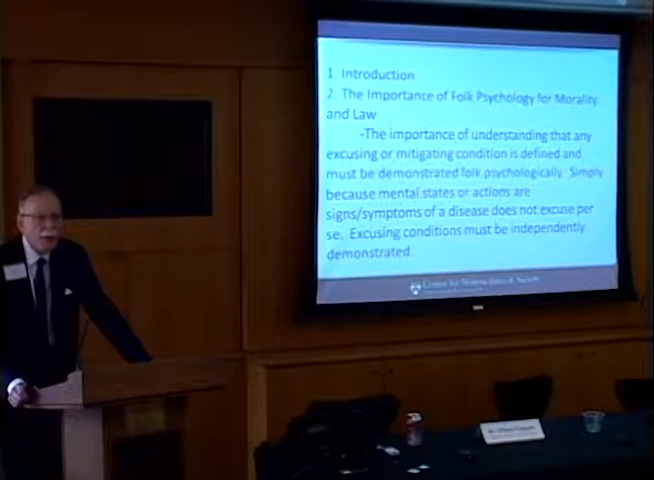 1. Introduction
2. The Importance of Folk Psychology for Morality
and Law
-The importance of understanding that any
excusing or mitigating condition is defined and
must be demonstrated folk psychologically. Simply
because mental states or actions are
signs/symptoms of a disease does not excuse per
se. Excusing conditions must be independently
demonstrated.
Center for Neuroscience & Society